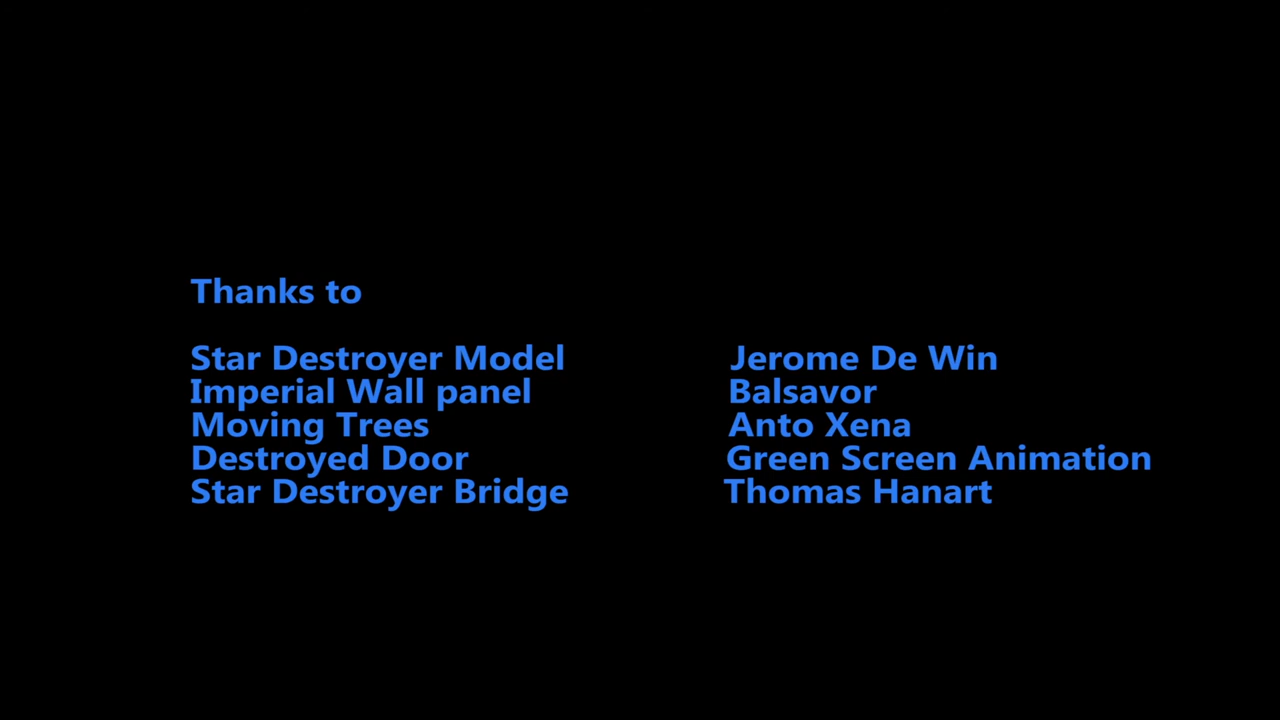 Thanks to
Star Destroyer Model Jerome De Win
Imperial Wall panel Balsavor
Moving Trees Anto Xena
Destroyed Door Green Screen Animation
Star Destroyer Bridge Thomas Hanart